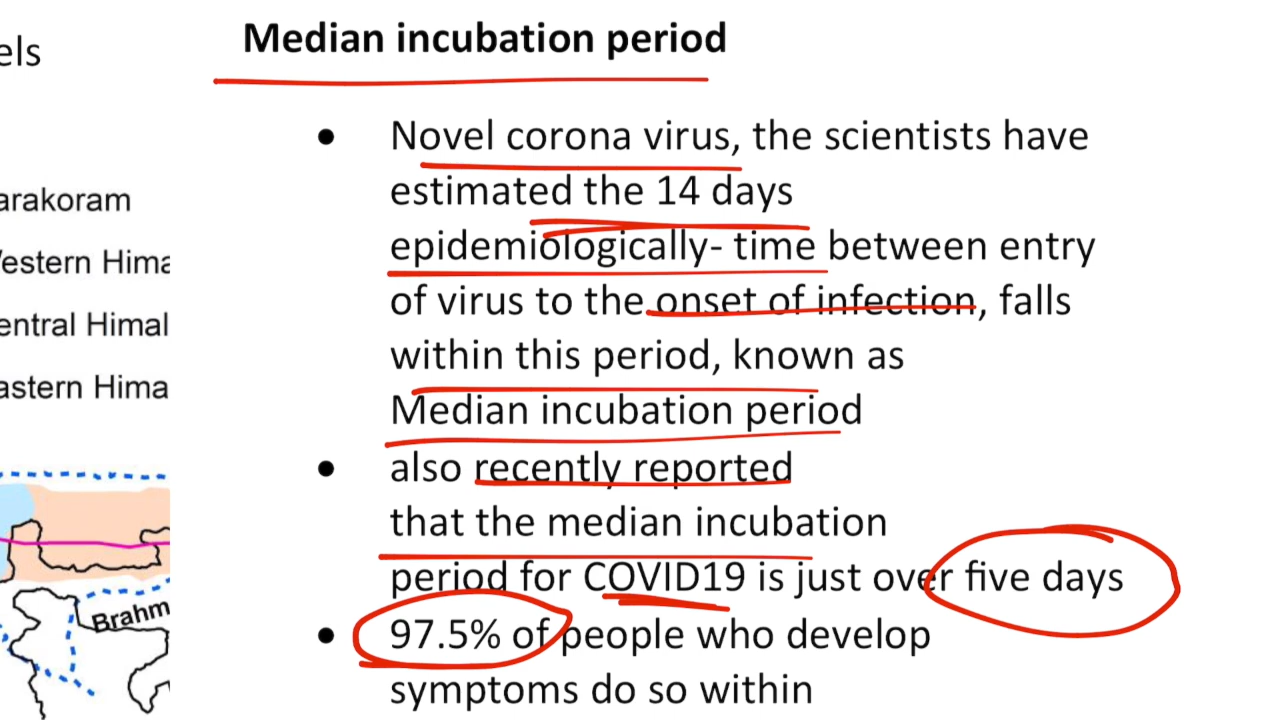 els
arakoram
estern Hima
entral Himal
astern Hima
Brahm
Median incubation period
• Novel corona virus, the scientists have
estimated the 14 days
epidemiologically- time between entry
of virus to the onset of infection, falls
within this period, known as
Median incubation period
• also recently reported
that the median incubation
period for COVID19 is just over five days
• 97.5% of people who develop
symptoms do so within